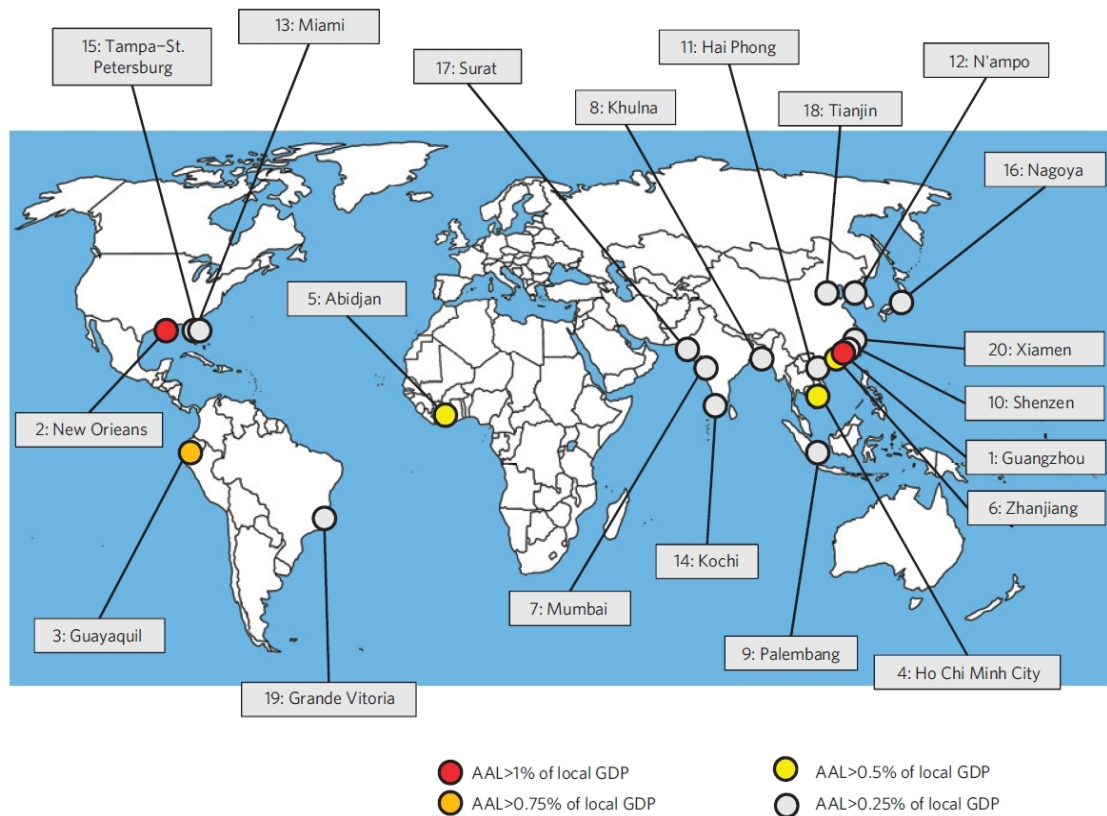 13: Miami
15: Tampa–St.
Petersburg
11: Hai Phong
17: Surat
12: N'ampo
8: Khulna
18: Tianjin
16: Nagoya
5: Abidjan
20: Xiamen
10: Shenzen
2: New Orieans
1: Guangzhou
6: Zhanjiang
14: Kochi
7: Mumbai
3: Guayaquil
9: Palembang
4: Ho Chi Minh City
19: Grande Vitoria
AAL>1% of local GDP
AAL>0.5% of local GDP
AAL>0.75% of local GDP
AAL>0.25% of local GDP